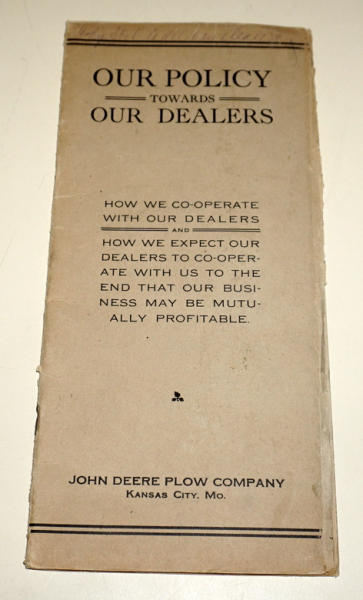 OUR POLICY
TOWARDS
OUR DEALERS
HOW WE CO-OPERATE
WITH OUR DEALERS
AND
HOW WE EXPECT OUR
DEALERS TO CO-OPER-
ATE WITH US TO THE
END THAT OUR BUSI-
NESS MAY BE MUTU-
ALLY PROFITABLE.
JOHN DEERE PLOW COMPANY
KANSAS CITY, MO.